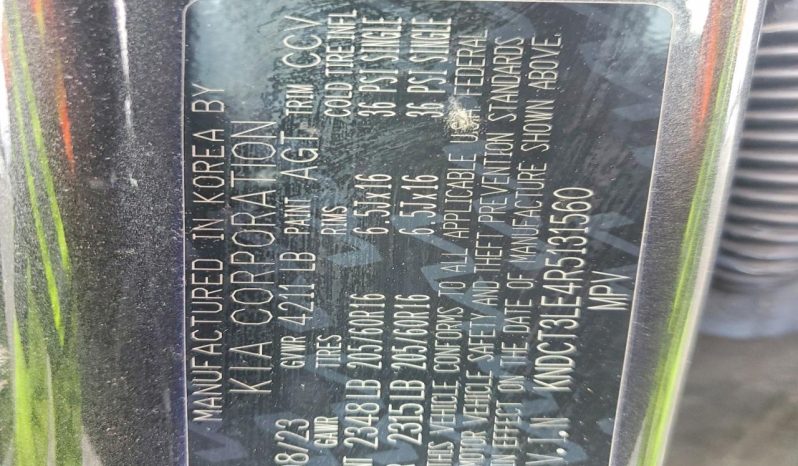 MANUFACTURED IN KOREA BY
KIA CORPORATION
08/23 GVWR 4211LB PAINT AGT TRIM CCV
GAWR TIRES RIMS COLD TIRE INFL
NT 2348LB 205/60R16 6.5Jx16 36 PSI SINGLE
R 2315LB 205/60R16 6.5Jx16 36 PSI SINGLE
THIS VEHICLE CONFORMS TO ALL APPLICABLE FEDERAL
MOTOR VEHICLE SAFETY AND THEFT PREVENTION STANDARDS
IN EFFECT ON THE DATE OF MANUFACTURE SHOWN ABOVE.
V.I.N KNDCT3LE4R5131560
MPV